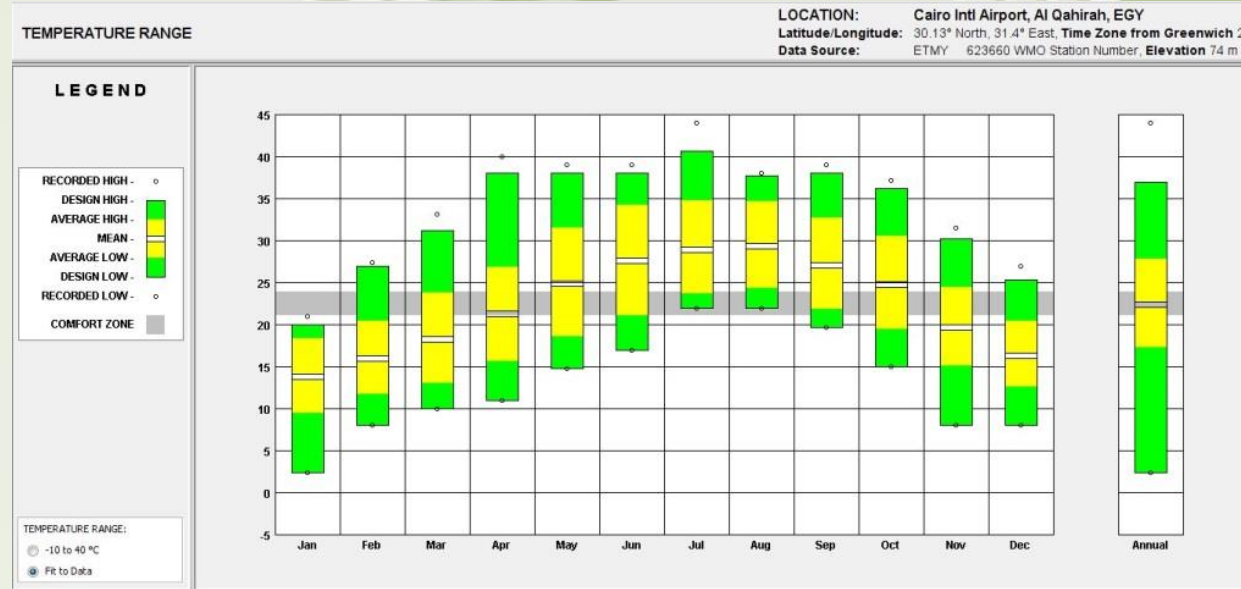 TEMPERATURE RANGE
LOCATION: Cairo Intl Airport, Al Qahirah, EGY
Latitude/Longitude: 30.13° North, 31.4° East, Time Zone from Greenwich 2
Data Source: ETMY 623660 WMO Station Number, Elevation 74 m
LEGEND
RECORDED HIGH -
DESIGN HIGH -
AVERAGE HIGH -
MEAN -
AVERAGE LOW -
DESIGN LOW -
RECORDED LOW -
COMFORT ZONE
TEMPERATURE RANGE:
-10 to 40 °C
Fit to Data
45
40
35
30
25
20
15
10
5
0
-5
Jan Feb Mar Apr May Jun Jul Aug Sep Oct Nov Dec Annual